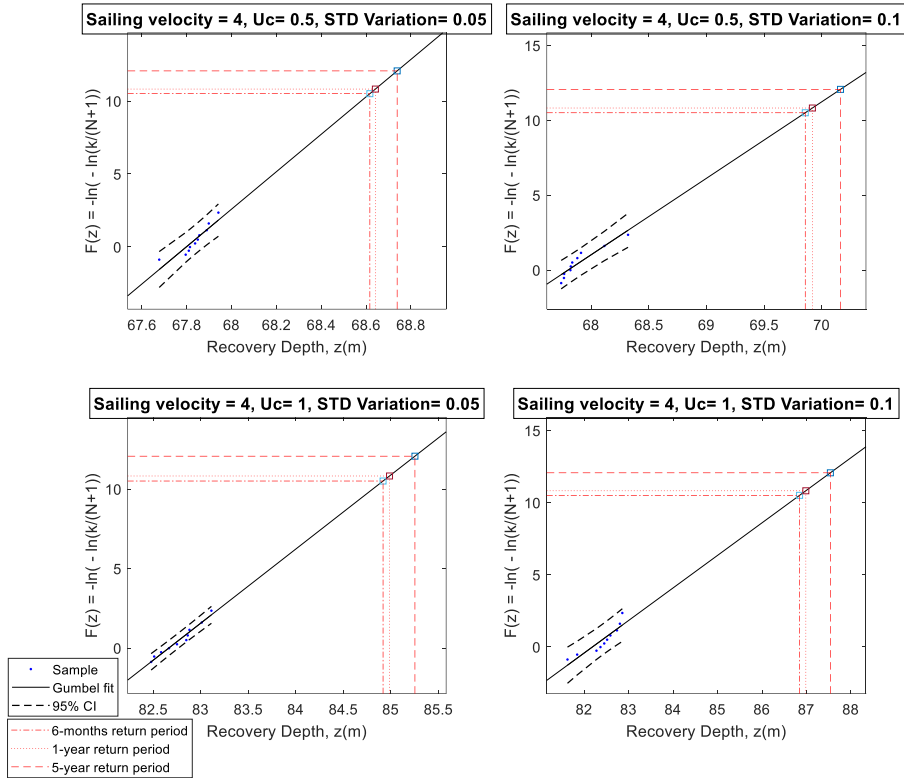 Sailing velocity = 4, Uc= 0.5, STD Variation= 0.05
10
5
0
F(z) = -ln( - ln(k/(N+1))
67.6 67.8 68 68.2 68.4 68.6 68.8
Recovery Depth, z(m)
Sailing velocity = 4, Uc= 0.5, STD Variation= 0.1
15
10
5
0
F(z) = -ln( - ln(k/(N+1))
68 68.5 69 69.5 70
Recovery Depth, z(m)
Sailing velocity = 4, Uc= 1, STD Variation= 0.05
10
5
0
F(z) = -ln( - ln(k/(N+1))
82.5 83 83.5 84 84.5 85 85.5
Recovery Depth, z(m)
Sailing velocity = 4, Uc= 1, STD Variation= 0.1
15
10
5
0
F(z) = -ln( - ln(k/(N+1))
82 83 84 85 86 87 88
Recovery Depth, z(m)
Sample
Gumbel fit
95% CI
6-months return period
1-year return period
5-year return period